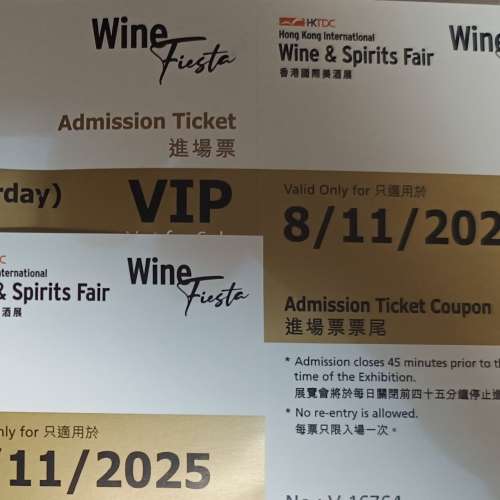 Wine
Fiesta
Admission Ticket
進場票
rday)
VIP
HKTDC
Hong Kong International
Wine & Spirits Fair
香港國際美酒展
Wine
Valid Only for 只適用於
8/11/202
Admission Ticket Coupon
進場票票尾
* Admission closes 45 minutes prior to th
time of the Exhibition.
展覽會將於每日關閉前四十五分鐘停止進
* No re-entry is allowed.
每票只限入場一次。
DC
nternational
& Spirits Fair
酒展
Wine
Fiesta
nly for 只適用於
/11/2025